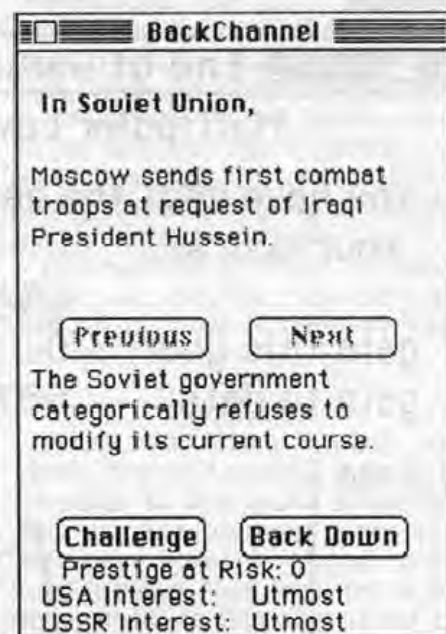 BackChannel
In Soviet Union,
Moscow sends first combat
troops at request of Iraqi
President Hussein.
Previous Next
The Soviet government
categorically refuses to
modify its current course.
Challenge Back Down
Prestige at Risk: 0
USA Interest: Utmost
USSR Interest: Utmost